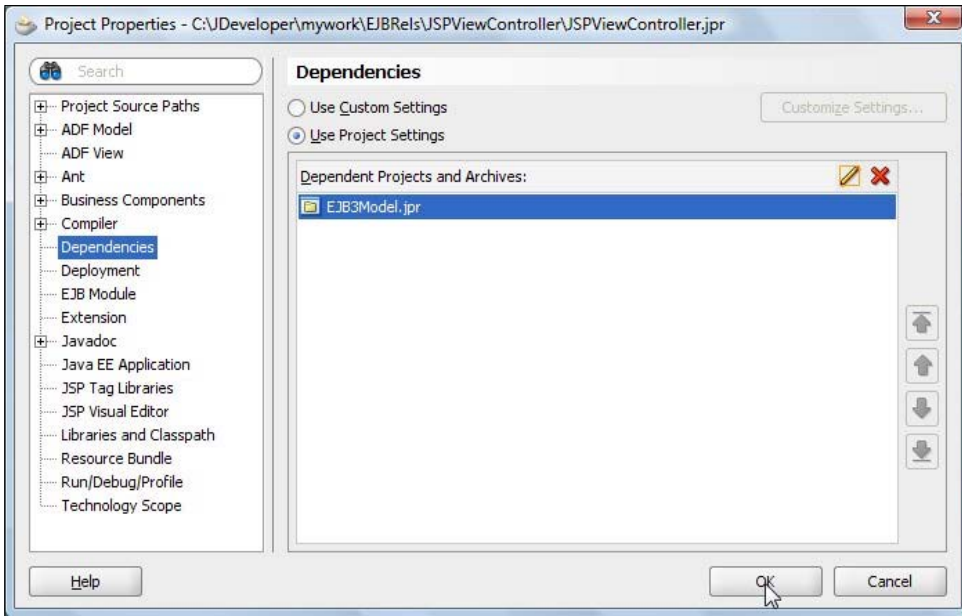 Project Properties - C:\JDeveloper\mywork\EJBRels\JSPViewController\JSPViewController.jpr
Search
Project Source Paths
ADF Model
ADF View
Ant
Business Components
Compiler
Dependencies
Deployment
EJB Module
Extension
Javadoc
Java EE Application
JSP Tag Libraries
JSP Visual Editor
Libraries and Classpath
Resource Bundle
Run/Debug/Profile
Technology Scope
Dependencies
Use Custom Settings
Customize Settings...
Use Project Settings
Dependent Projects and Archives:
EJB3Model.jpr
Help
OK
Cancel